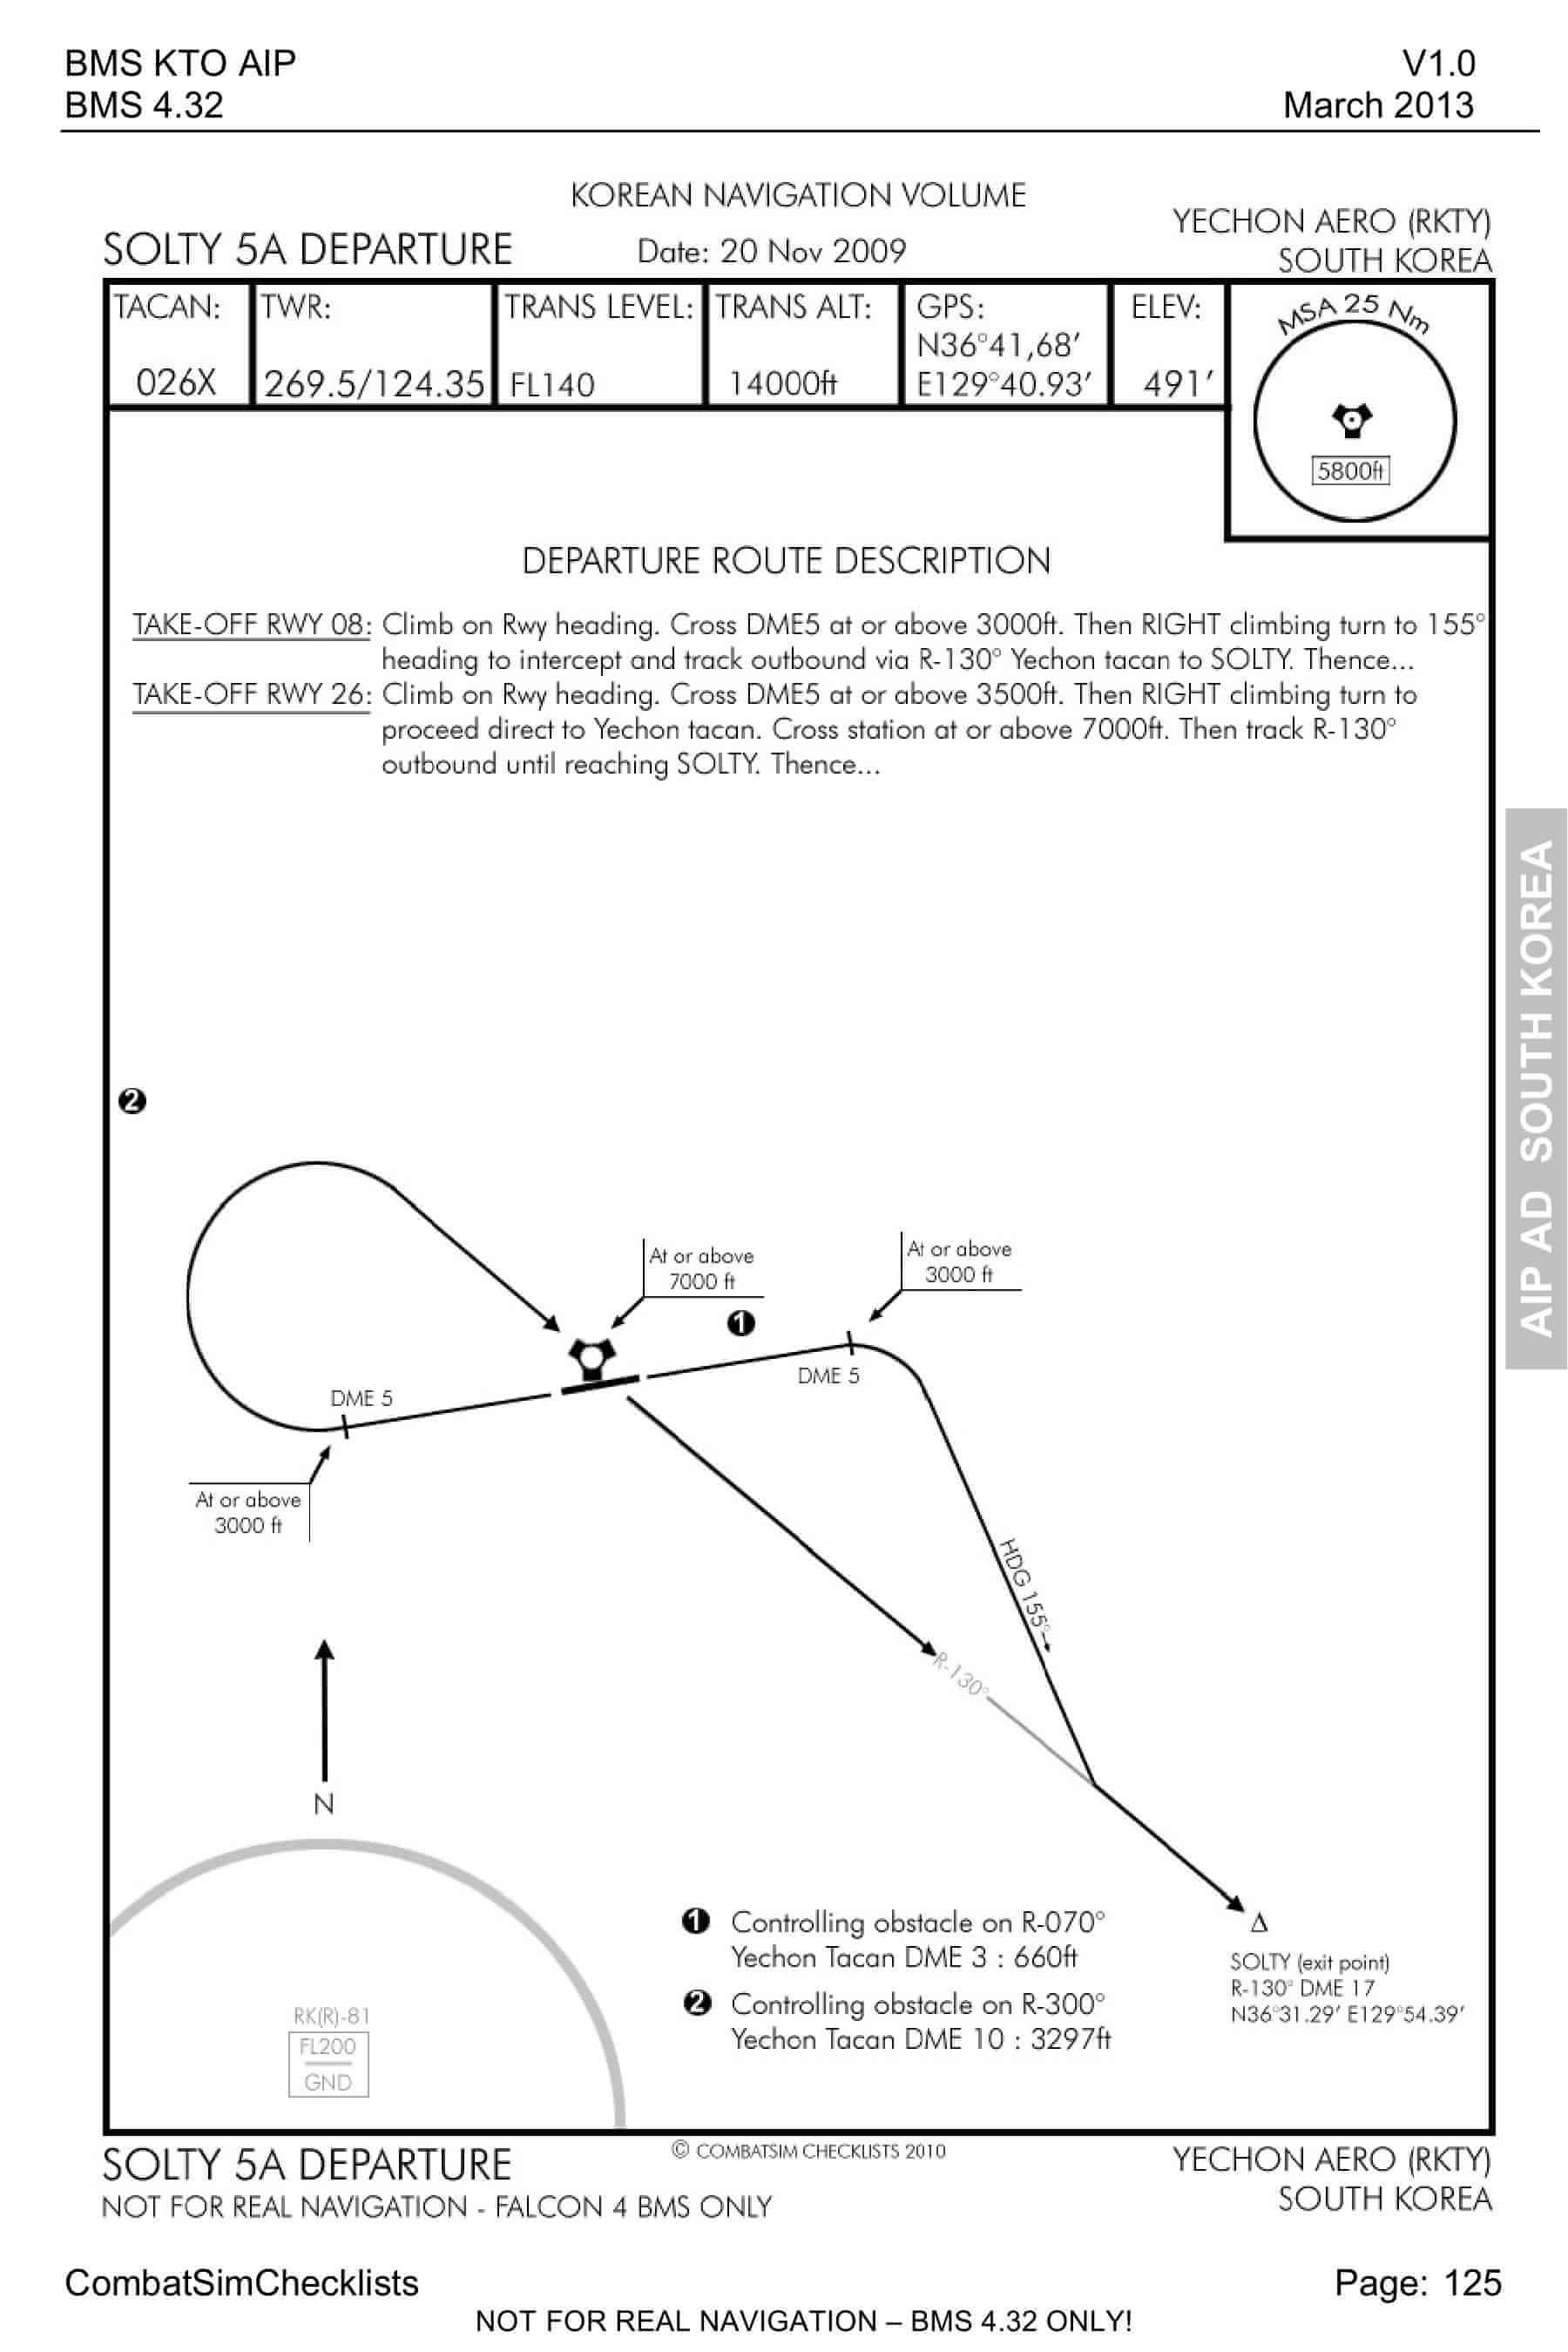 BMS KTO AIP V1.0
BMS 4.32 March 2013
KOREAN NAVIGATION VOLUME
SOLTY 5A DEPARTURE Date: 20 Nov 2009 YECHON AERO (RKTY)
SOUTH KOREA
TACAN: TWR: TRANS LEVEL: TRANS ALT: GPS: ELEV: MSA 25 Nm
N36°41,68′
026X 269.5/124.35 FL140 14000ft E129°40.93′ 491′
5800ft
DEPARTURE ROUTE DESCRIPTION
TAKE-OFF RWY 08: Climb on Rwy heading. Cross DME5 at or above 3000ft. Then RIGHT climbing turn to 155°
heading to intercept and track outbound via R-130° Yechon tacan to SOLTY. Thence...
TAKE-OFF RWY 26: Climb on Rwy heading. Cross DME5 at or above 3500ft. Then RIGHT climbing turn to
proceed direct to Yechon tacan. Cross station at or above 7000ft. Then track R-130°
outbound until reaching SOLTY. Thence...
AIP AD SOUTH KOREA
2
At or above
7000 ft
At or above
3000 ft
1
DME 5
DME 5
At or above
3000 ft
HDG 155°
R-130°
N
1 Controlling obstacle on R-070°
Yechon Tacan DME 3 : 660ft
2 Controlling obstacle on R-300°
Yechon Tacan DME 10 : 3297ft
SOLTY (exit point)
R-130° DME 17
N36°31.29′ E129°54.39′
RK(R)-81
FL200
GND
SOLTY 5A DEPARTURE © COMBATSIM CHECKLISTS 2010 YECHON AERO (RKTY)
NOT FOR REAL NAVIGATION - FALCON 4 BMS ONLY SOUTH KOREA
CombatSimChecklists Page: 125
NOT FOR REAL NAVIGATION – BMS 4.32 ONLY!